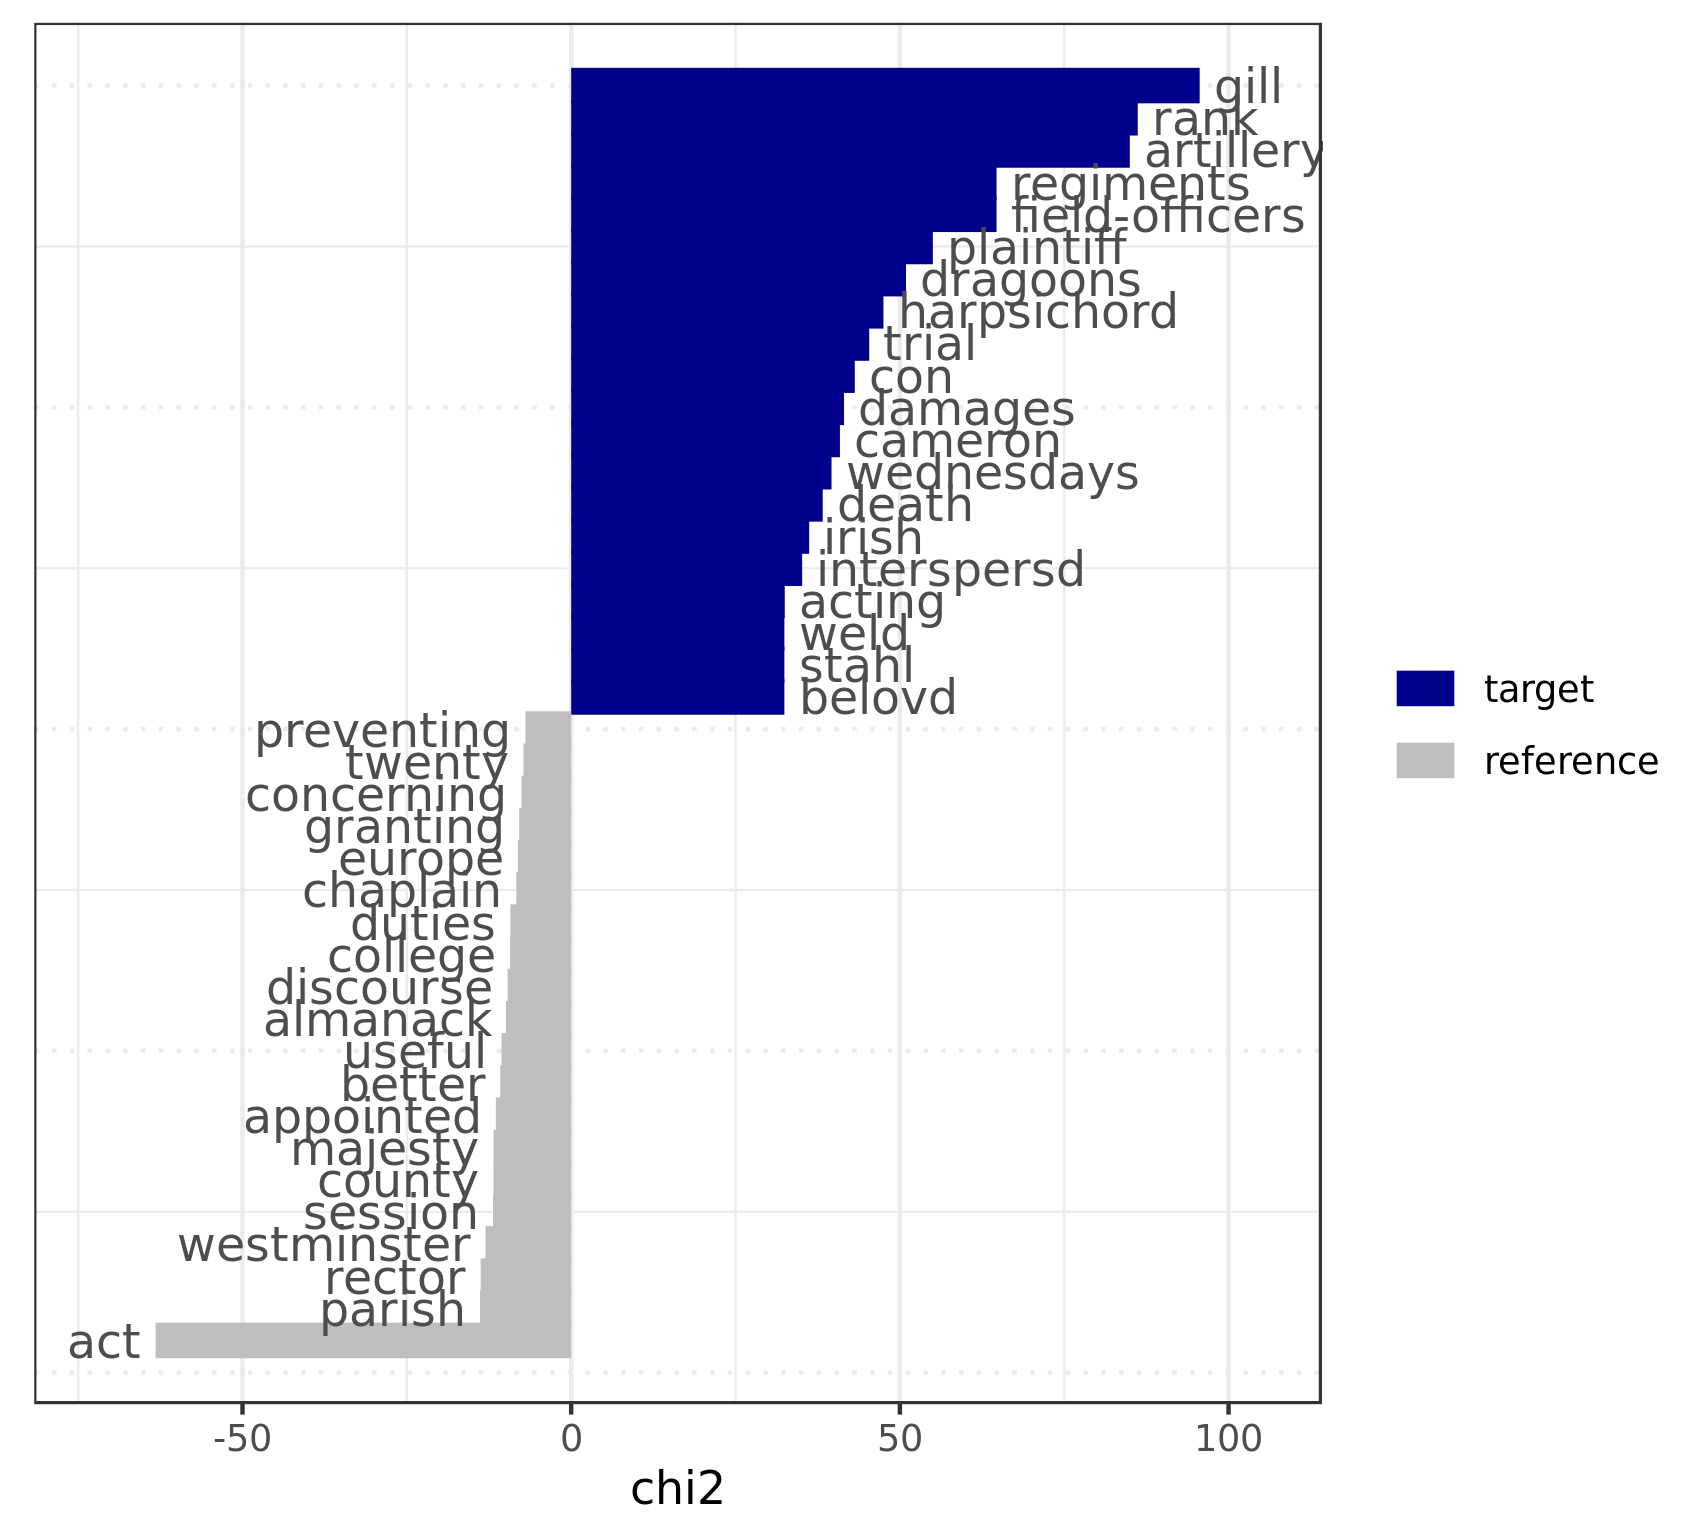 gill
rank
artillery
regiments
field-officers
plaintiff
dragoons
harpsichord
trial
con
damages
cameron
wednesdays
death
irish
interspersd
acting
weld
stahl
belovd
preventing
twenty
concerning
granting
europe
chaplain
duties
college
discourse
almanack
useful
better
appointed
majesty
county
session
westminster
rector
parish
act
target
reference
-50 0 50 100
chi2